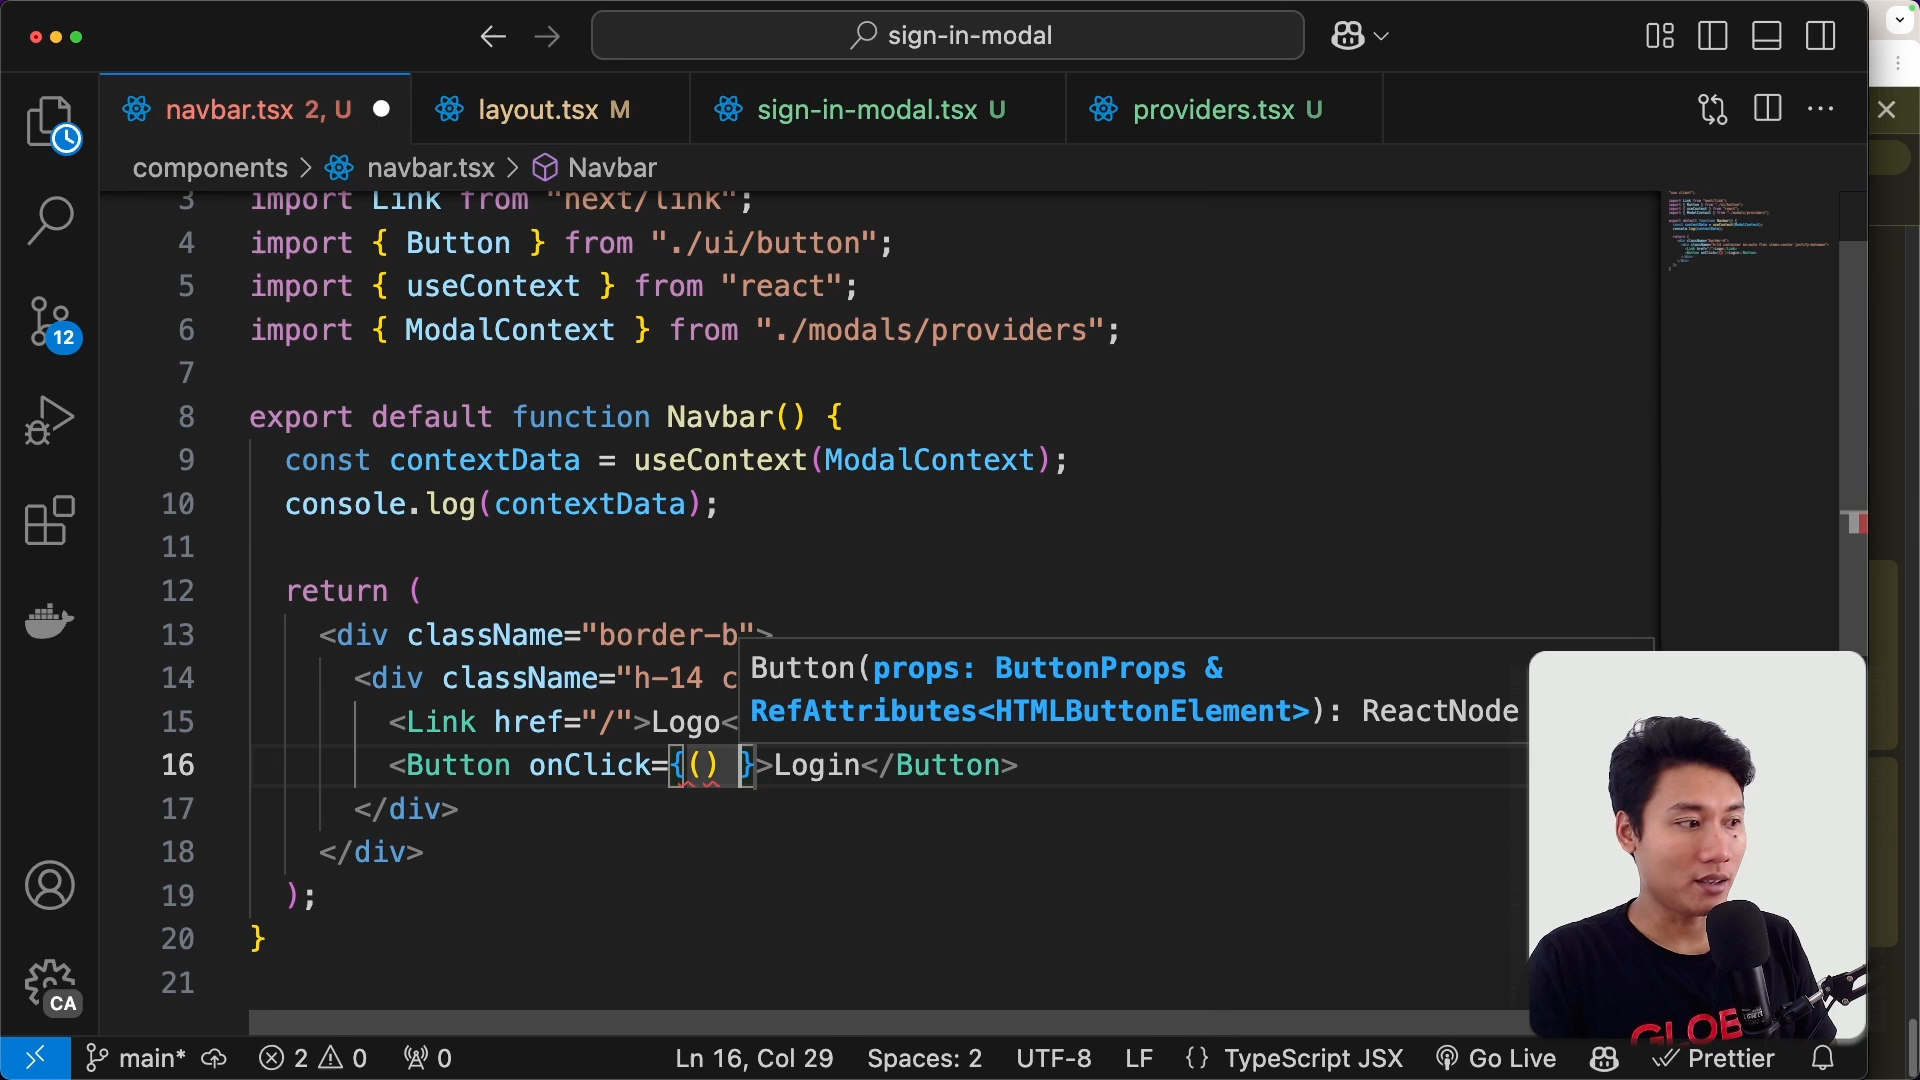 sign-in-modal
navbar.tsx 2, U
layout.tsx M
sign-in-modal.tsx U
providers.tsx U
components > navbar.tsx > Navbar
3 import Link from "next/link";
4 import { Button } from "./ui/button";
5 import { useContext } from "react";
6 import { ModalContext } from "./modals/providers";
7
8 export default function Navbar() {
9 const contextData = useContext(ModalContext);
10 console.log(contextData);
11
12 return (
13 <div className="border-b">
14 <div className="h-14 c
Button(props: ButtonProps &
RefAttributes<HTMLButtonElement>): ReactNode
15 <Link href="/">Logo<
16 <Button onClick={() }>Login</Button>
17 </div>
18 </div>
19 );
20 }
21
12
CA
GLOB
main* 2 0 0 Ln 16, Col 29 Spaces: 2 UTF-8 LF {} TypeScript JSX Go Live Prettier